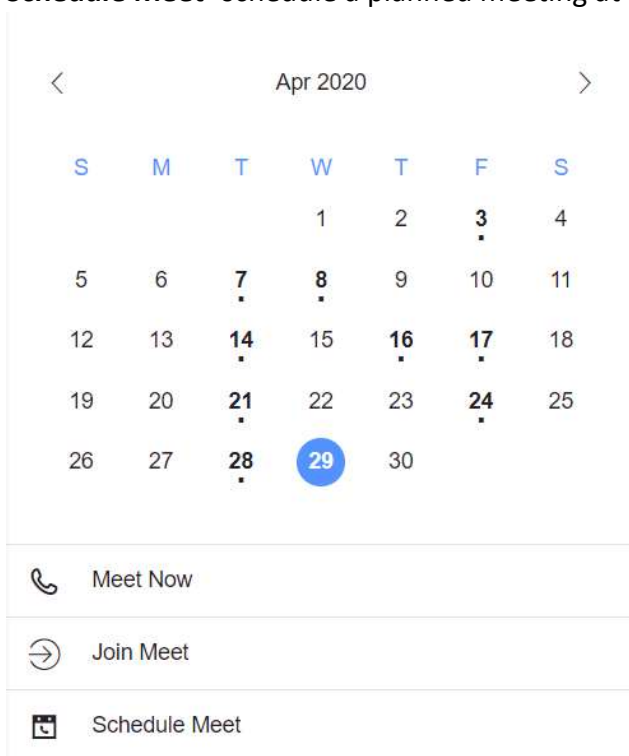 Schedule Meet- Schedule a planned meeting at
Apr 2020
S M T W T F S
1 2 3 4
5 6 7 8 9 10 11
12 13 14 15 16 17 18
19 20 21 22 23 24 25
26 27 28 29 30
Meet Now
Join Meet
Schedule Meet